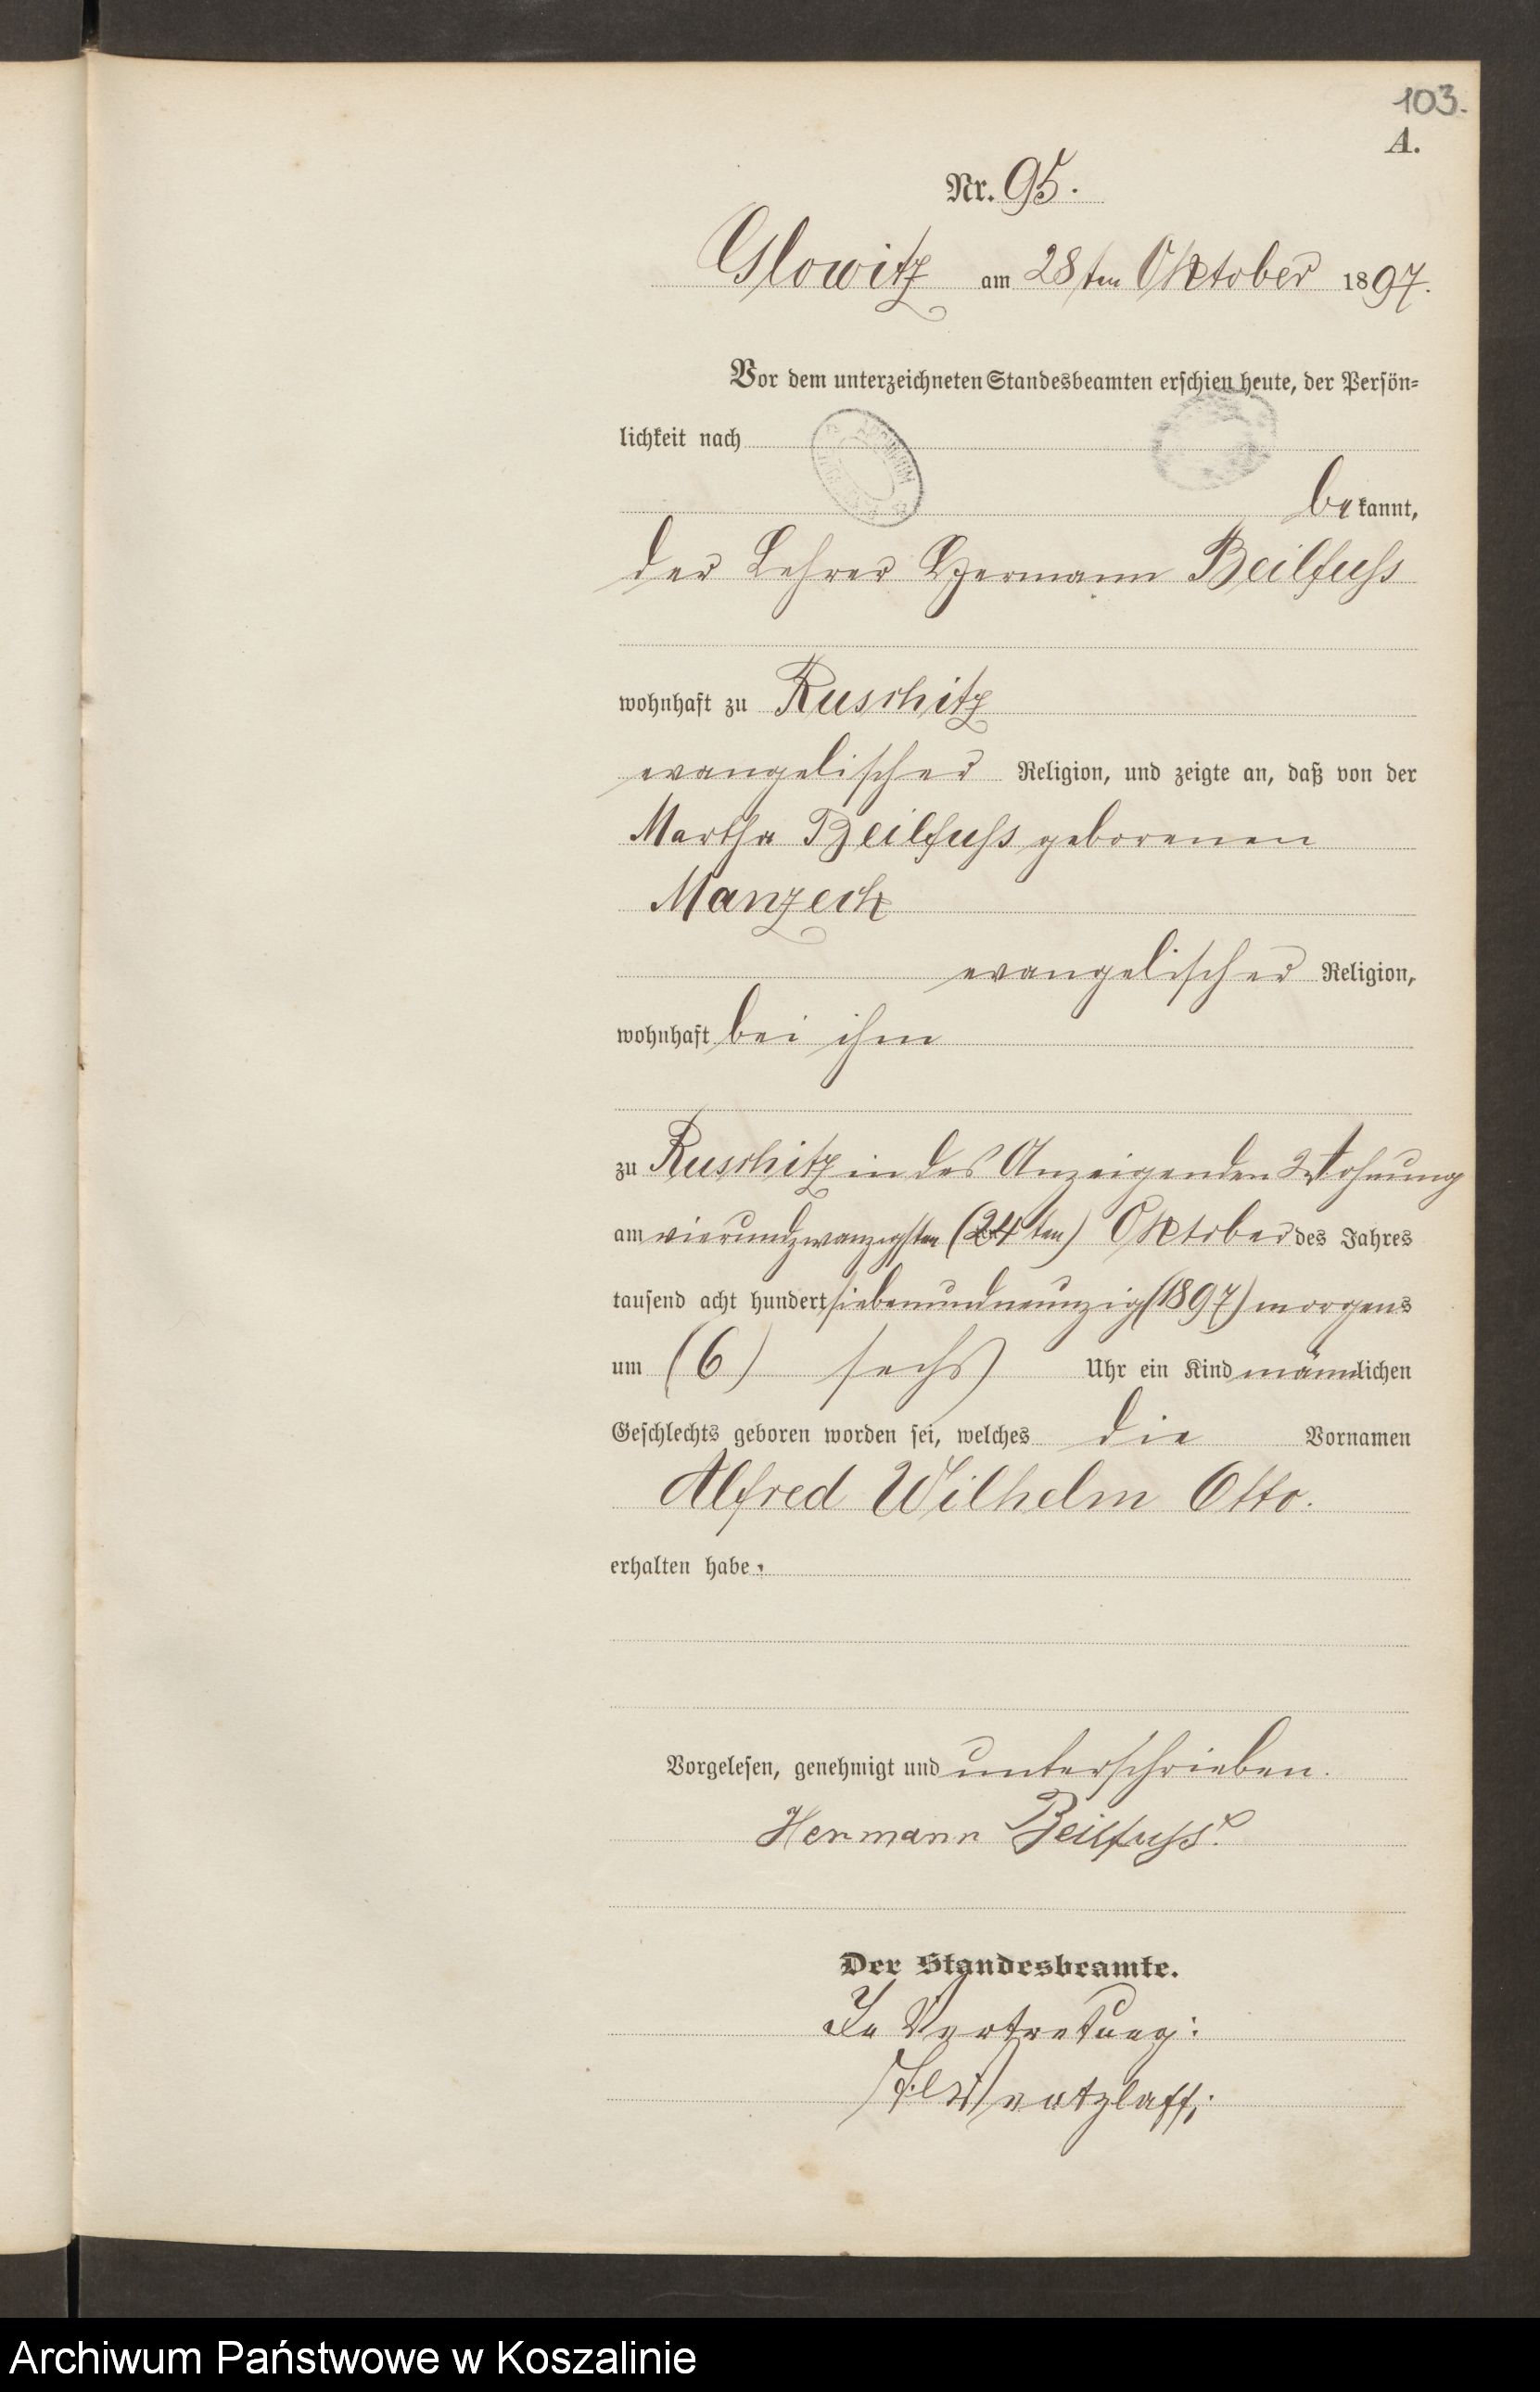 103.
A.
Nr. 95.
Glowitz am 28ten Oktober 1897.
Vor dem unterzeichneten Standesbeamten erschien heute, der Persön-
lichkeit nach
bekannt,
der Lehrer Hermann Beilfuss
wohnhaft zu Ruschitz
evangelischer Religion, und zeigte an, daß von der
Martha Beilfuss geborenen
Manzeck
evangelischer Religion,
wohnhaft bei ihm
zu Ruschitz in des Anzeigenden Wohnung
am vierundzwanzigsten (24ten) Oktober des Jahres
tausend acht hundert siebenundneunzig (1897) morgens
um (6) sechs Uhr ein Kind männlichen
Geschlechts geboren worden sei, welches die Vornamen
Alfred Wilhelm Otto.
erhalten habe.
Vorgelesen, genehmigt und unterschrieben.
Hermann Beilfuss.
Der Standesbeamte.
In Vertretung:
Archiwum Państwowe w Koszalinie